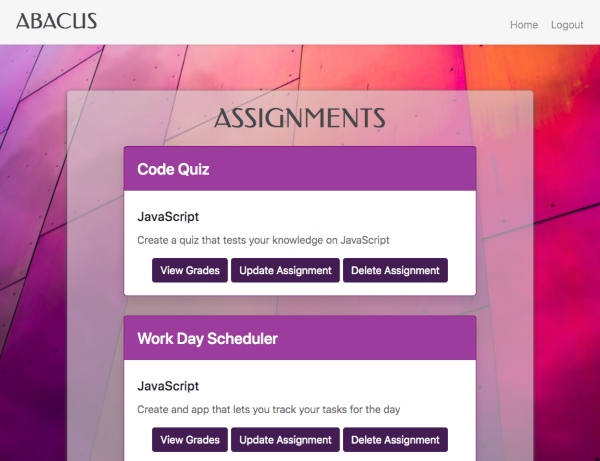 ABACUS
Home Logout
ASSIGNMENTS
Code Quiz
JavaScript
Create a quiz that tests your knowledge on JavaScript
View Grades Update Assignment Delete Assignment
Work Day Scheduler
JavaScript
Create and app that lets you track your tasks for the day
View Grades Update Assignment Delete Assignment